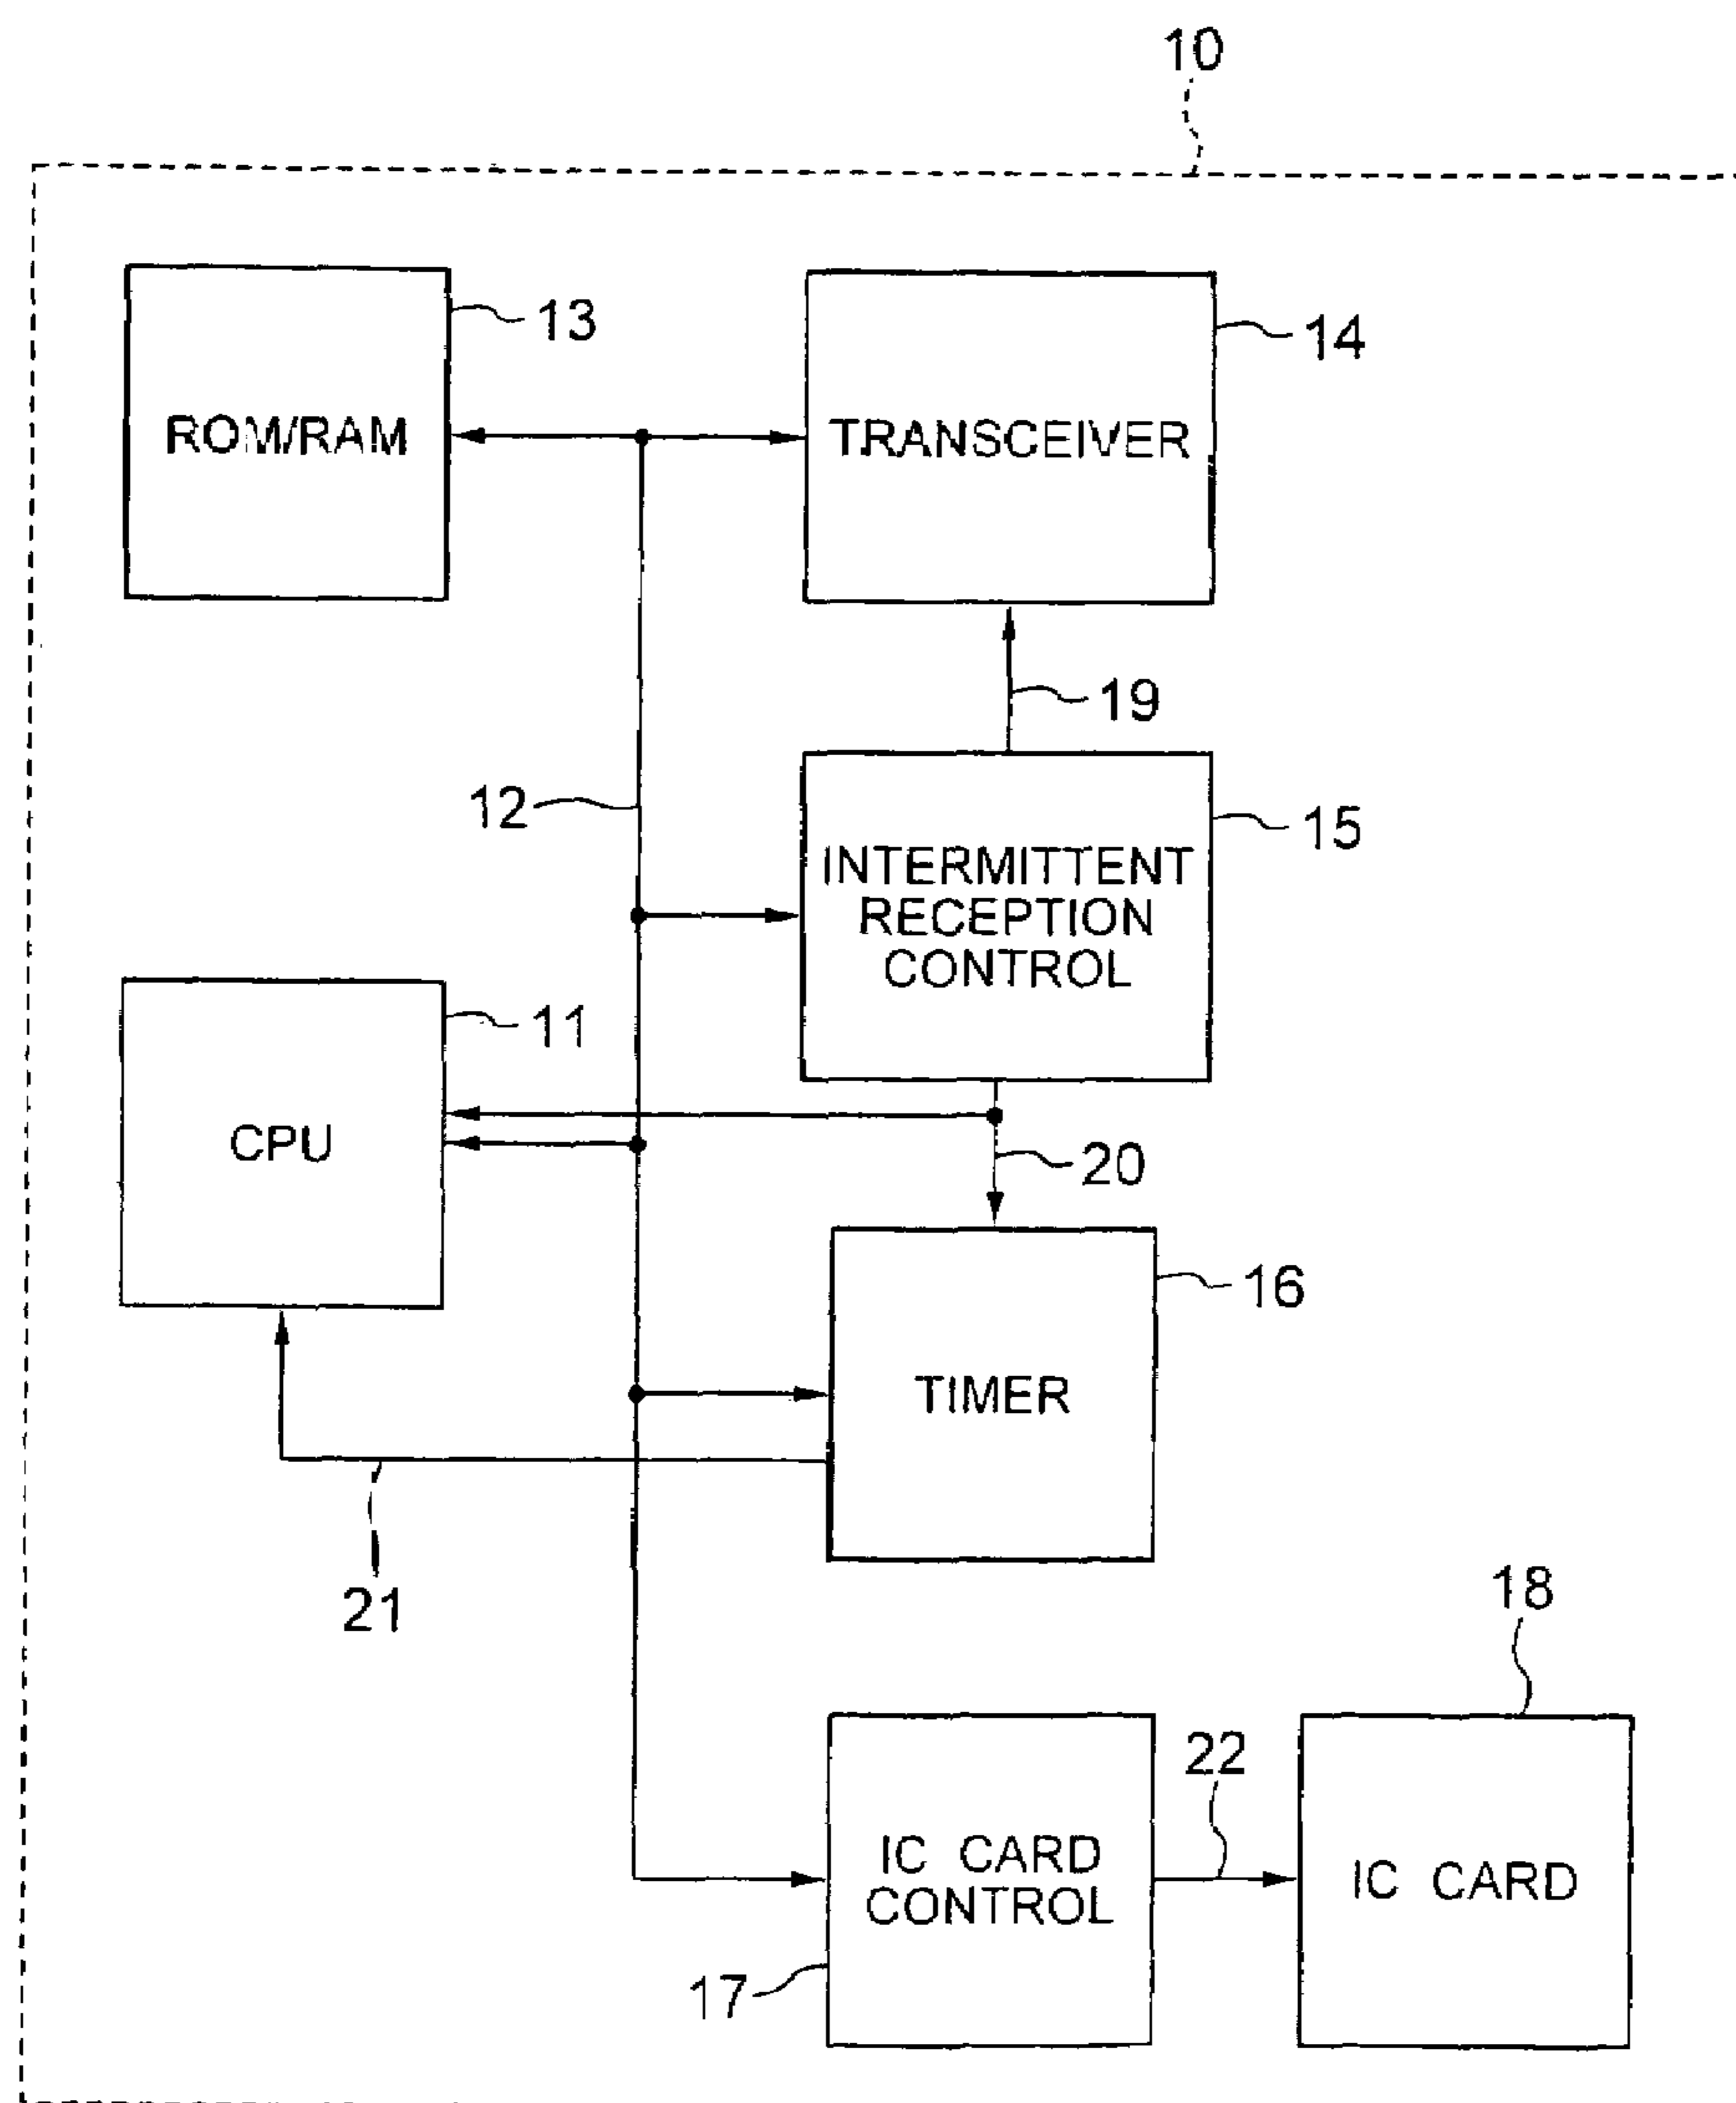 10
13
14
ROM/RAM
TRANSCEIVER
19
12
15
INTERMITTENT
RECEPTION
CONTROL
11
CPU
20
16
TIMER
21
18
22
IC CARD
CONTROL
IC CARD
17